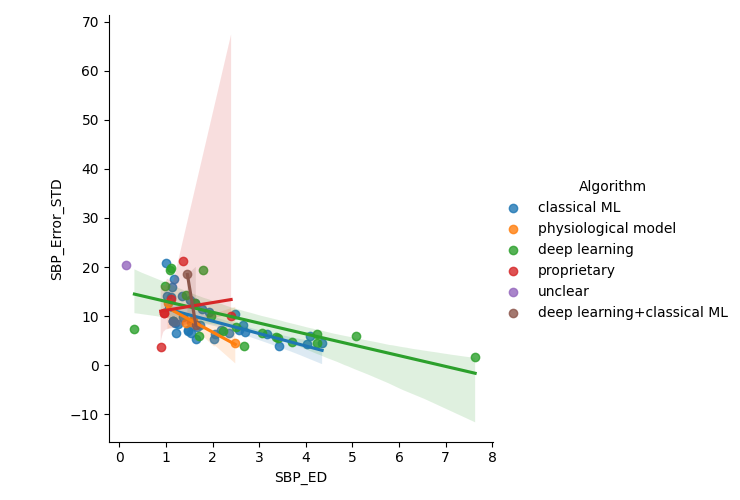 70
60
50
40
30
20
10
0
−10
SBP_Error_STD
0 1 2 3 4 5 6 7 8
SBP_ED
Algorithm
classical ML
physiological model
deep learning
proprietary
unclear
deep learning+classical ML